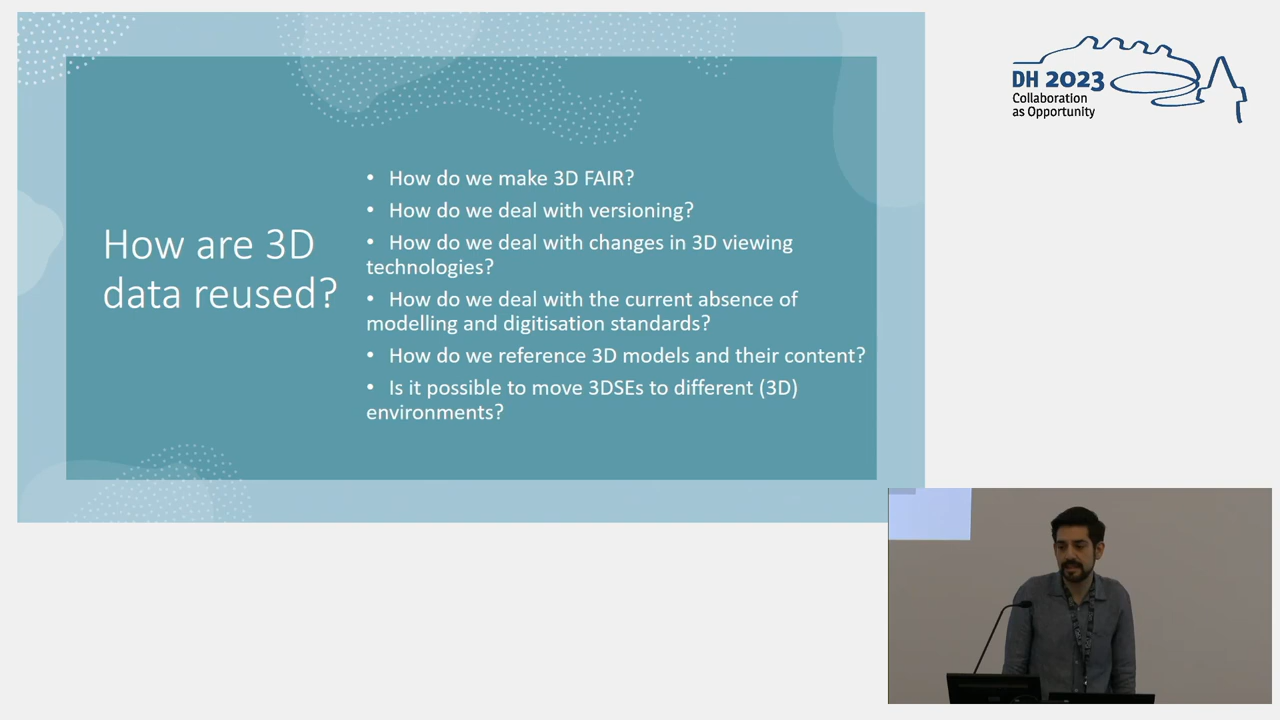 How are 3D
data reused?
• How do we make 3D FAIR?
• How do we deal with versioning?
• How do we deal with changes in 3D viewing
technologies?
• How do we deal with the current absence of
modelling and digitisation standards?
• How do we reference 3D models and their content?
• Is it possible to move 3DSEs to different (3D)
environments?
DH 2023
Collaboration
as Opportunity